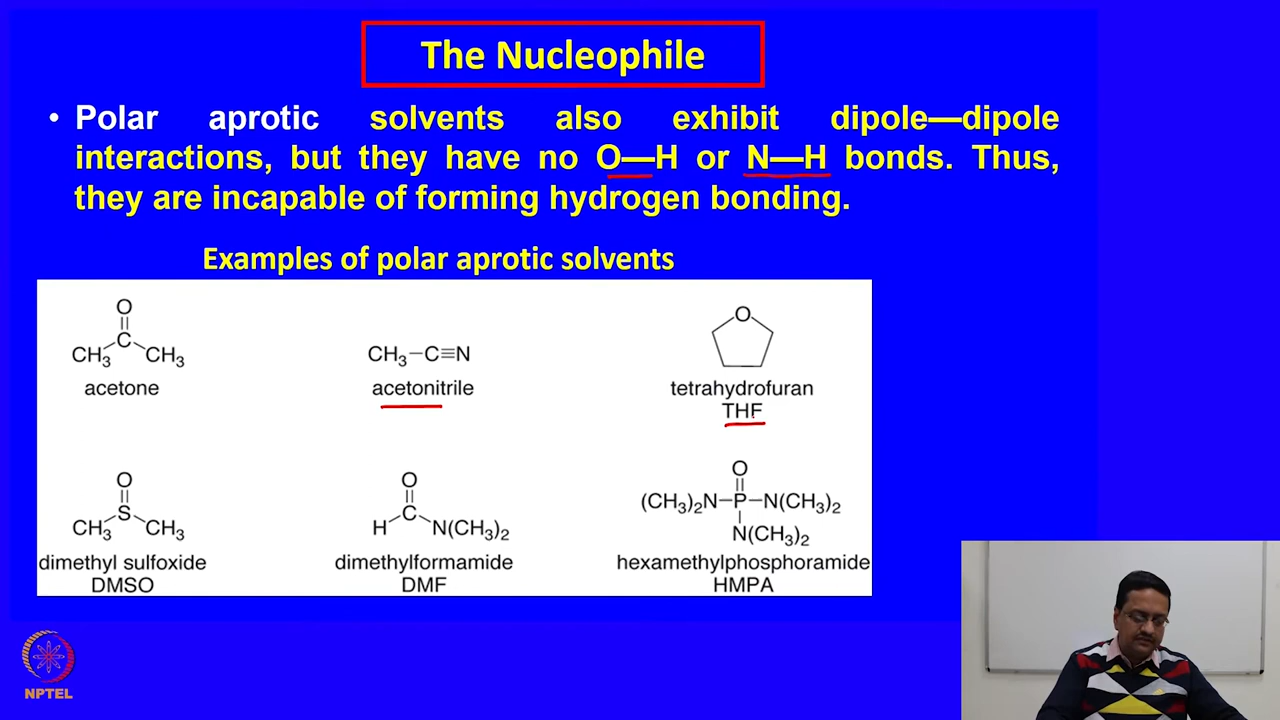 The Nucleophile
• Polar aprotic solvents also exhibit dipole—dipole
interactions, but they have no O—H or N—H bonds. Thus,
they are incapable of forming hydrogen bonding.
Examples of polar aprotic solvents
O
C
CH3 CH3
acetone
CH3–C≡N
acetonitrile
O
tetrahydrofuran
THF
O
S
CH3 CH3
dimethyl sulfoxide
DMSO
O
C
H N(CH3)2
dimethylformamide
DMF
O
(CH3)2N–P–N(CH3)2
N(CH3)2
hexamethylphosphoramide
HMPA
NPTEL